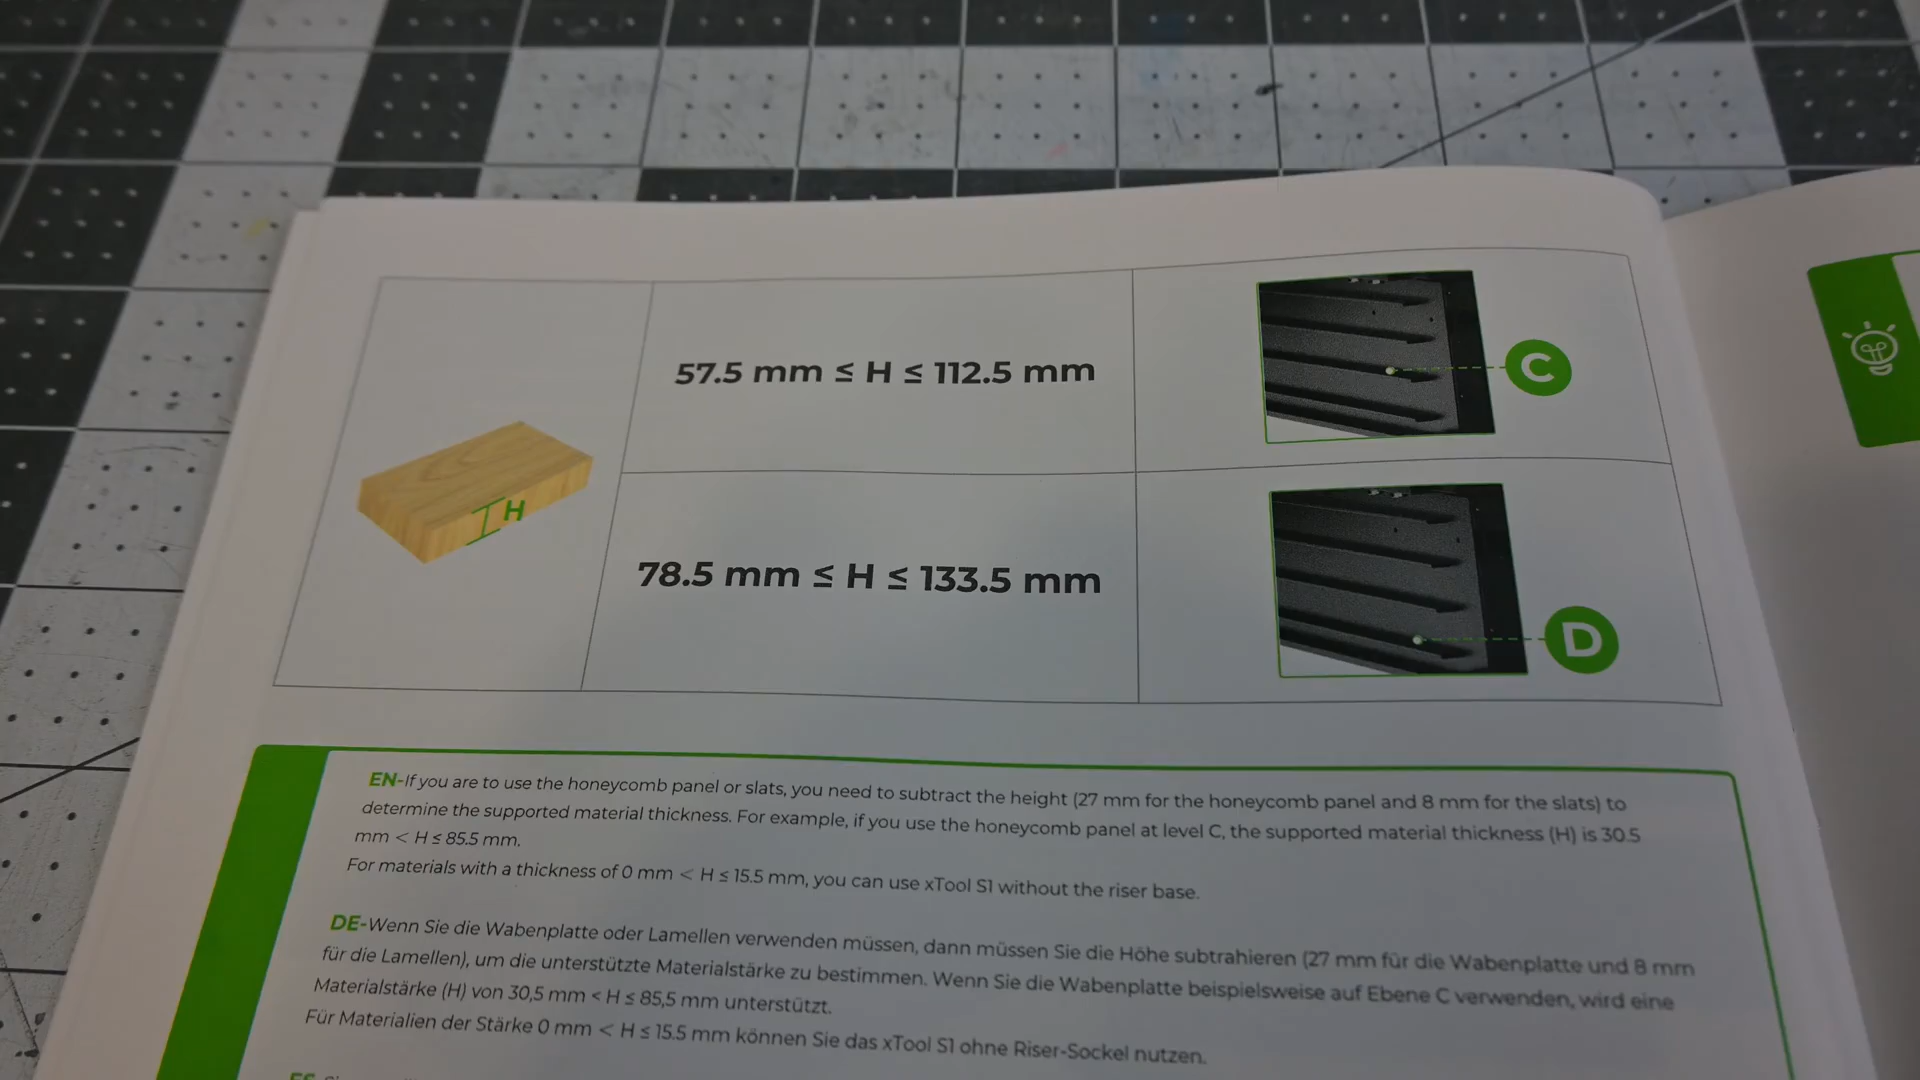 57.5 mm ≤ H ≤ 112.5 mm
C
H
78.5 mm ≤ H ≤ 133.5 mm
D
EN-If you are to use the honeycomb panel or slats, you need to subtract the height (27 mm for the honeycomb panel and 8 mm for the slats) to
determine the supported material thickness. For example, if you use the honeycomb panel at level C, the supported material thickness (H) is 30.5
mm < H ≤ 85.5 mm.
For materials with a thickness of 0 mm < H ≤ 15.5 mm, you can use xTool S1 without the riser base.
DE-Wenn Sie die Wabenplatte oder Lamellen verwenden müssen, dann müssen Sie die Höhe subtrahieren (27 mm für die Wabenplatte und 8 mm
für die Lamellen), um die unterstützte Materialstärke zu bestimmen. Wenn Sie die Wabenplatte beispielsweise auf Ebene C verwenden, wird eine
Materialstärke (H) von 30,5 mm < H ≤ 85,5 mm unterstützt.
Für Materialien der Stärke 0 mm < H ≤ 15.5 mm können Sie das xTool S1 ohne Riser-Sockel nutzen.